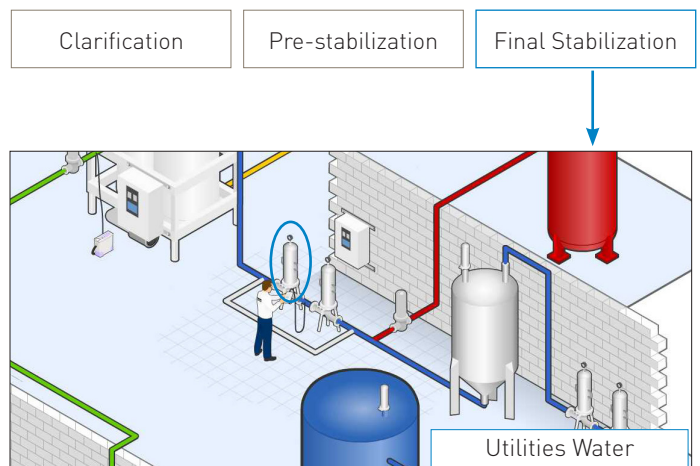 Clarification
Pre-stabilization
Final Stabilization
Utilities Water